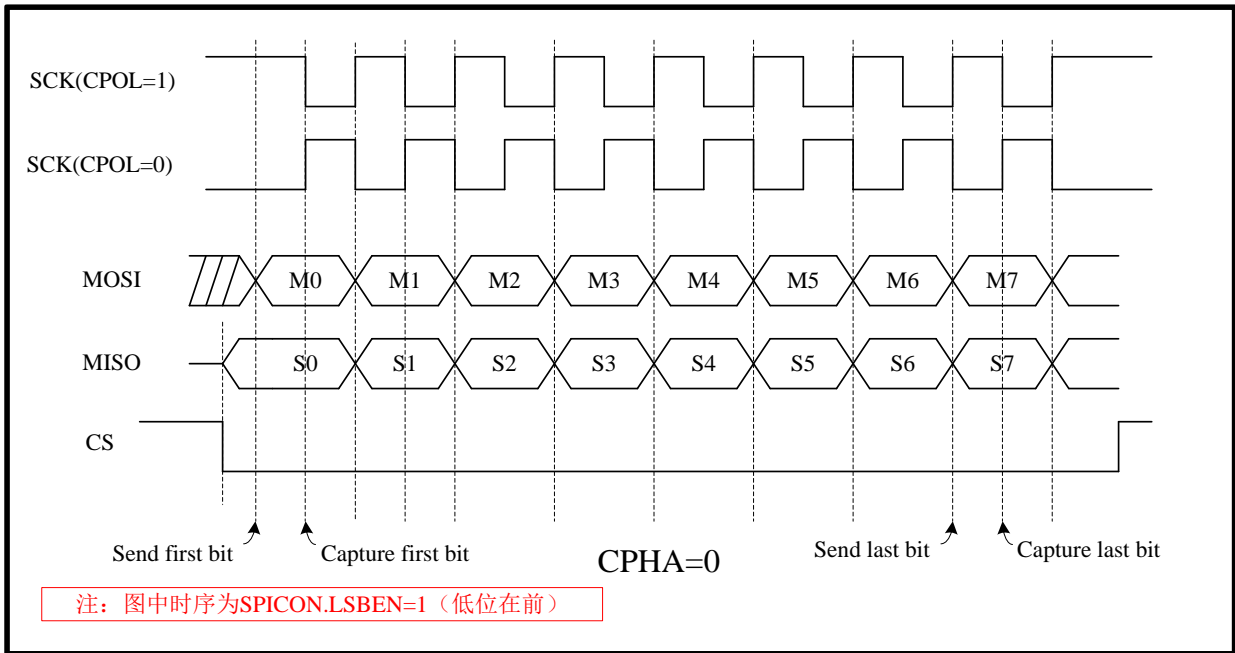 SCK(CPOL=1)
SCK(CPOL=0)
MOSI M0 M1 M2 M3 M4 M5 M6 M7
MISO S0 S1 S2 S3 S4 S5 S6 S7
CS
Send first bit Capture first bit CPHA=0 Send last bit Capture last bit
注：图中时序为SPICON.LSBEN=1（低位在前）